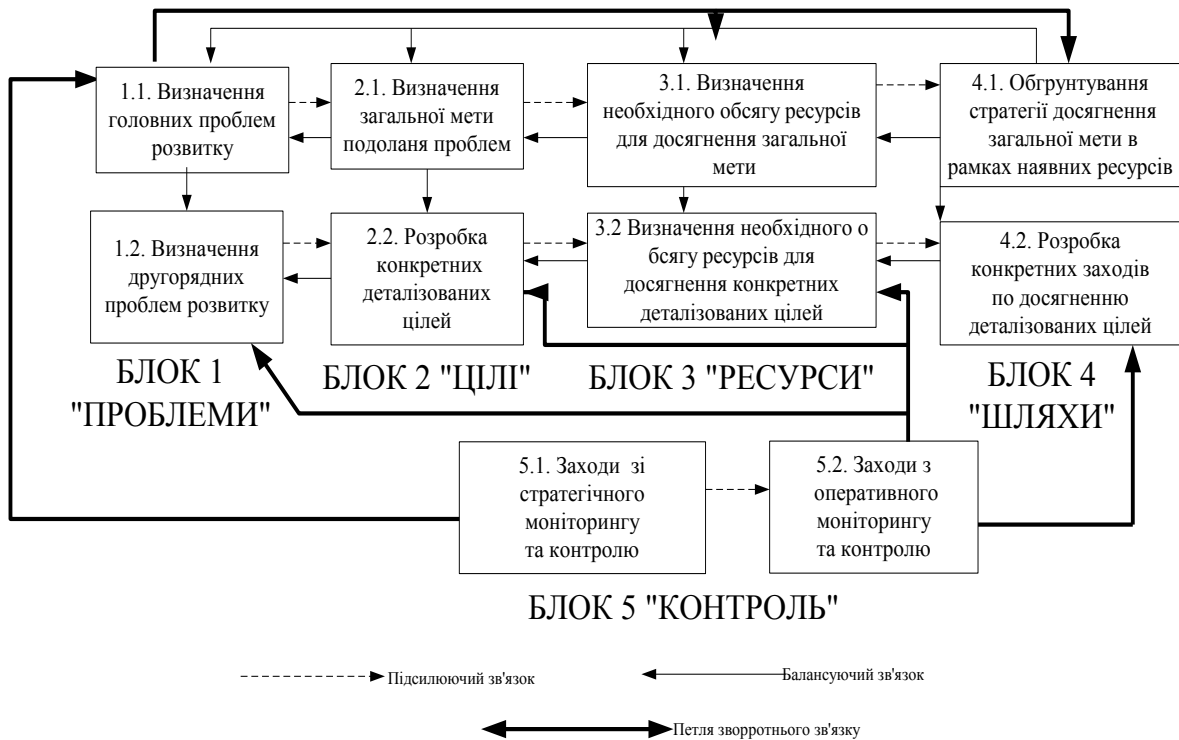 1.1. Визначення
головних проблем
розвитку
2.1. Визначення
загальної мети
подоланя проблем
3.1. Визначення
необхідного обсягу ресурсів
для досягнення загальної
мети
4.1. Обгрунтування
стратегії досягнення
загальної мети в
рамках наявних ресурсів
1.2. Визначення
другорядних
проблем розвитку
2.2. Розробка
конкретних
деталізованих
цілей
3.2 Визначення необхідного о
бсягу ресурсів для
досягнення конкретних
деталізованих цілей
4.2. Розробка
конкретних заходів
по досягненню
деталізованих цілей
БЛОК 1
"ПРОБЛЕМИ"
БЛОК 2 "ЦІЛІ"
БЛОК 3 "РЕСУРСИ"
БЛОК 4
"ШЛЯХИ"
5.1. Заходи зі
стратегічного
моніторингу
та контролю
5.2. Заходи з
оперативного
моніторингу
та контролю
БЛОК 5 "КОНТРОЛЬ"
Підсилюючий зв'язок
Балансуючий зв'язок
Петля зворротнього зв'язку